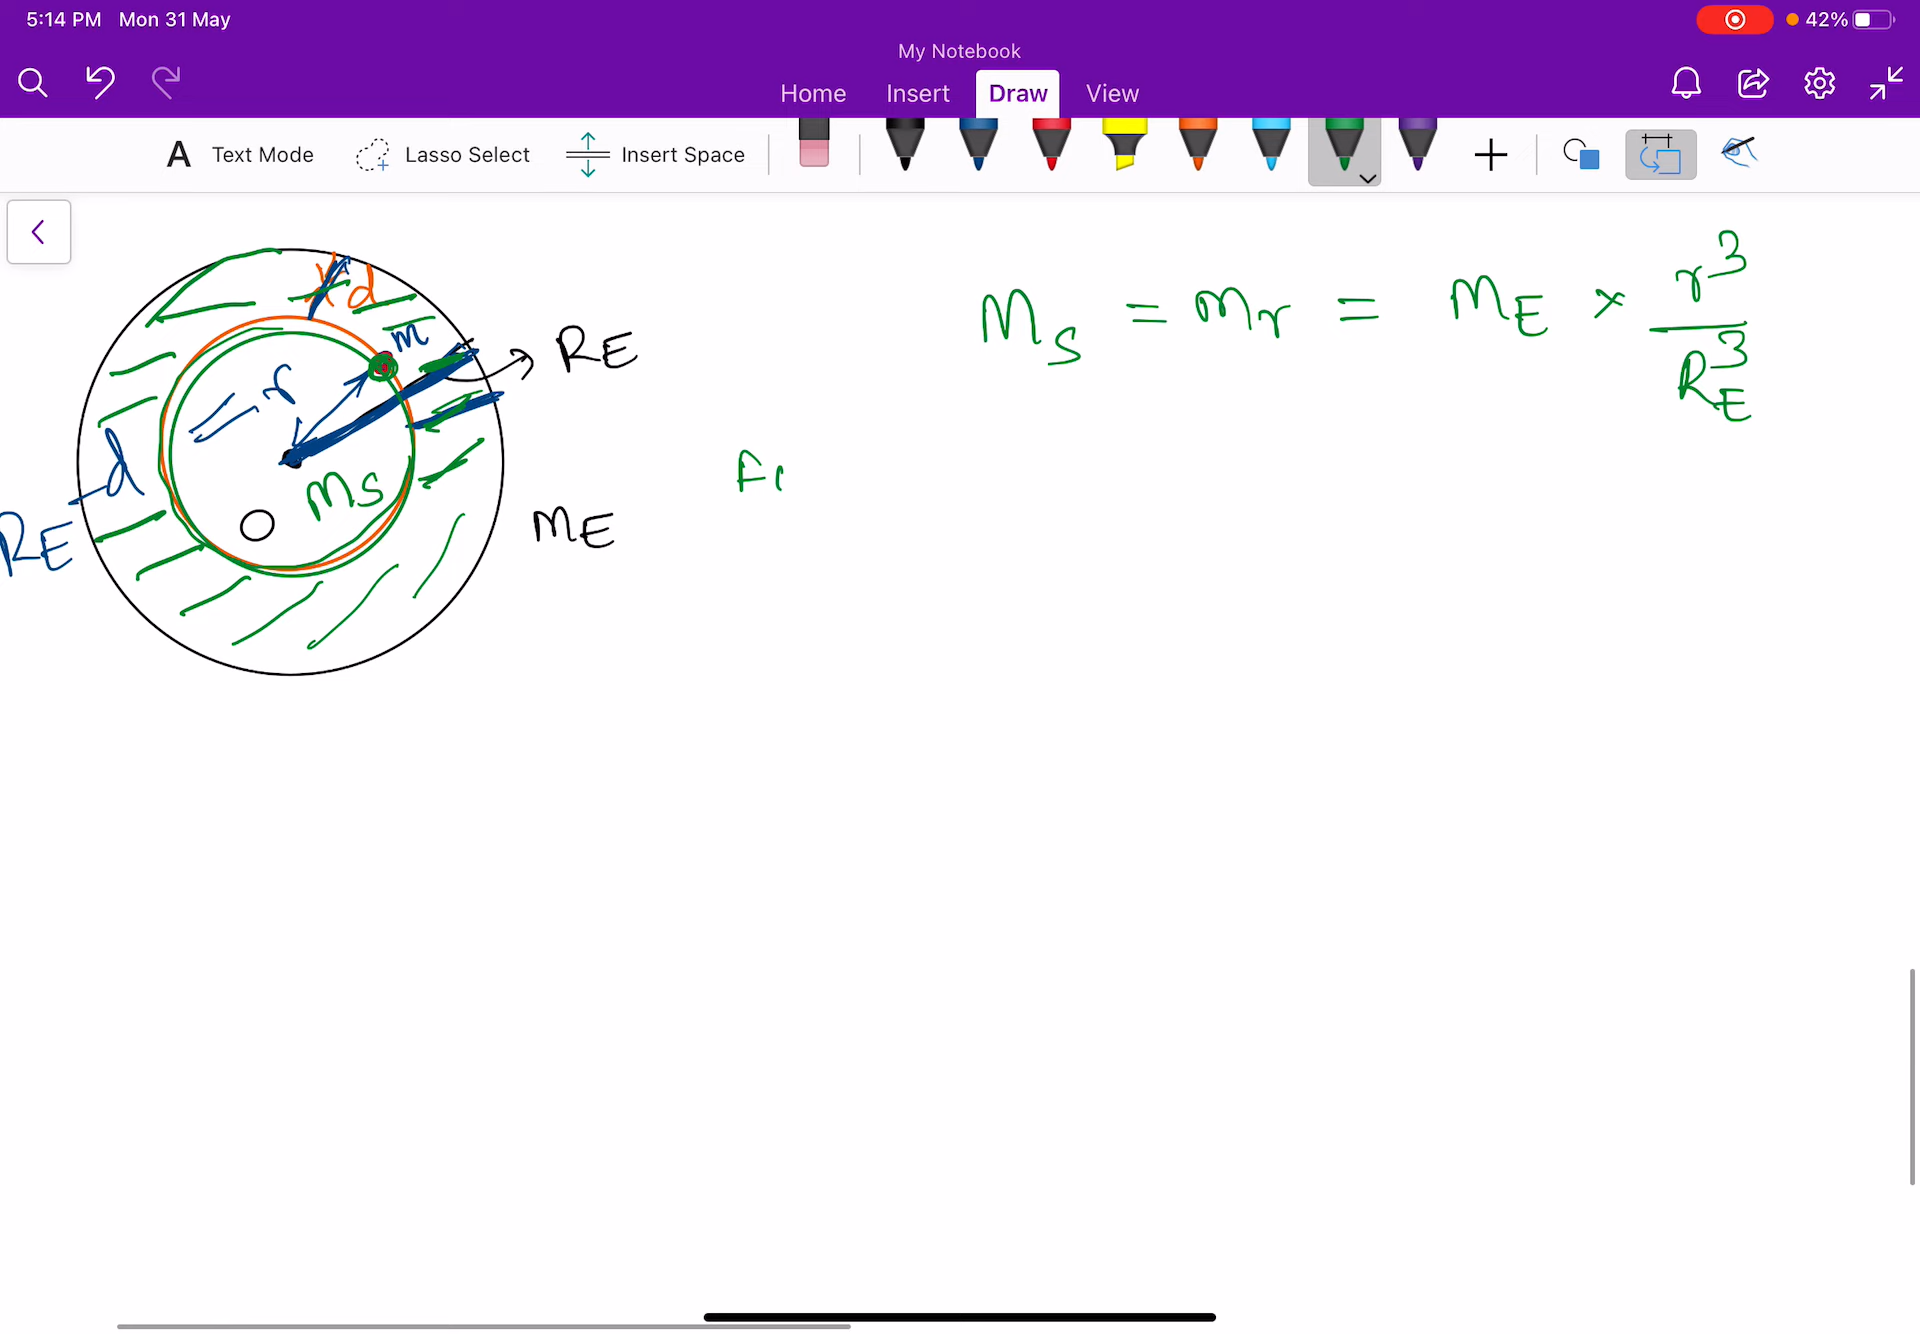 5:14 PM Mon 31 May
42%
My Notebook
Home Insert Draw View
A Text Mode Lasso Select Insert Space
d
m
RE
r
d
RE
Ms
O
ME
Ms = mr = ME × r³/RE³